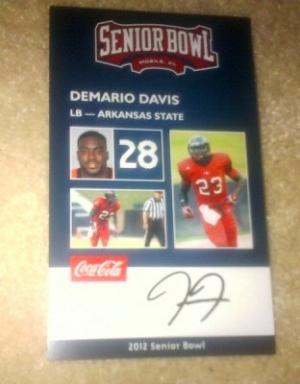 SENIOR BOWL
MOBILE, AL
DEMARIO DAVIS
LB — ARKANSAS STATE
28
23
Coca-Cola
2012 Senior Bowl